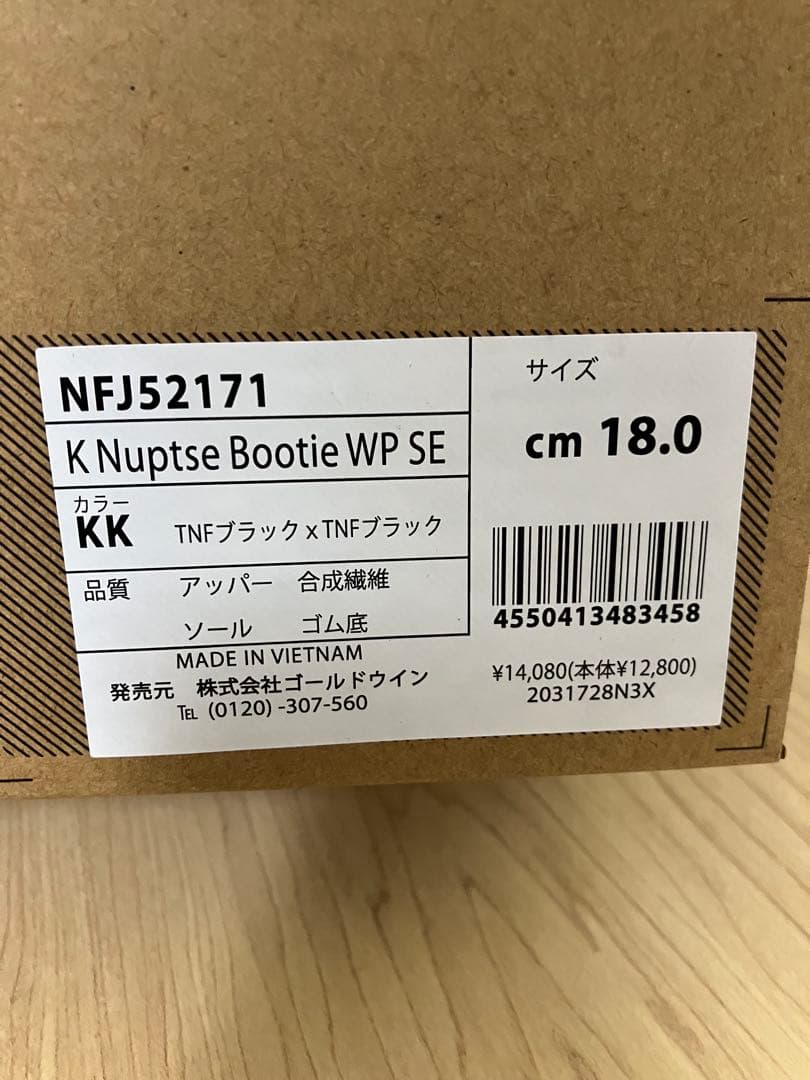 NFJ52171
K Nuptse Bootie WP SE
カラー
KK TNFブラック x TNFブラック
品質 アッパー 合成繊維
ソール ゴム底
MADE IN VIETNAM
発売元 株式会社ゴールドウイン
℡ (0120) -307-560
サイズ
cm 18.0
4550413483458
¥14,080(本体¥12,800)
2031728N3X